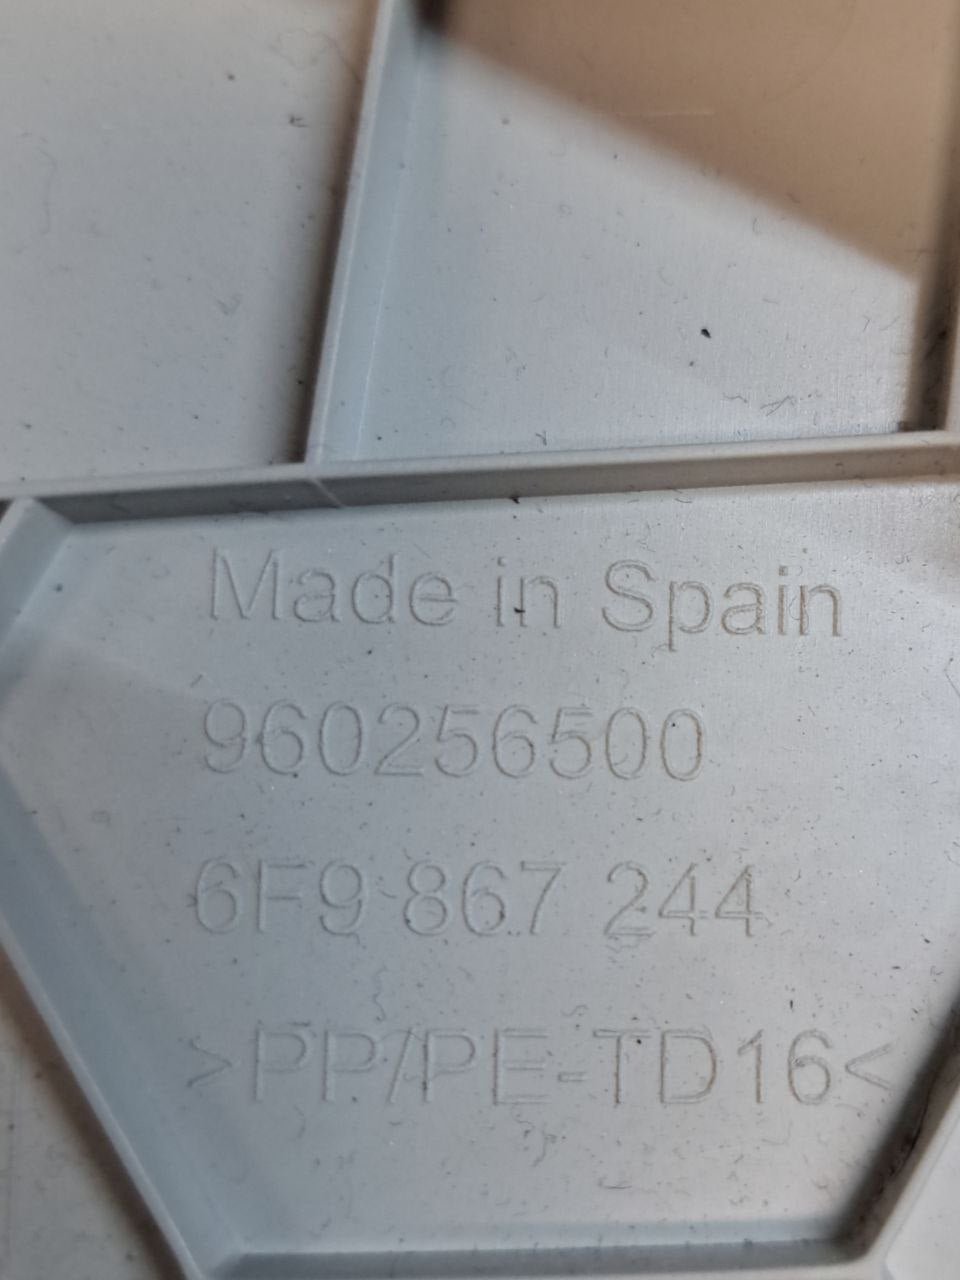 Made in Spain
960256500
6F9 867 244
>PP/PE-TD16<